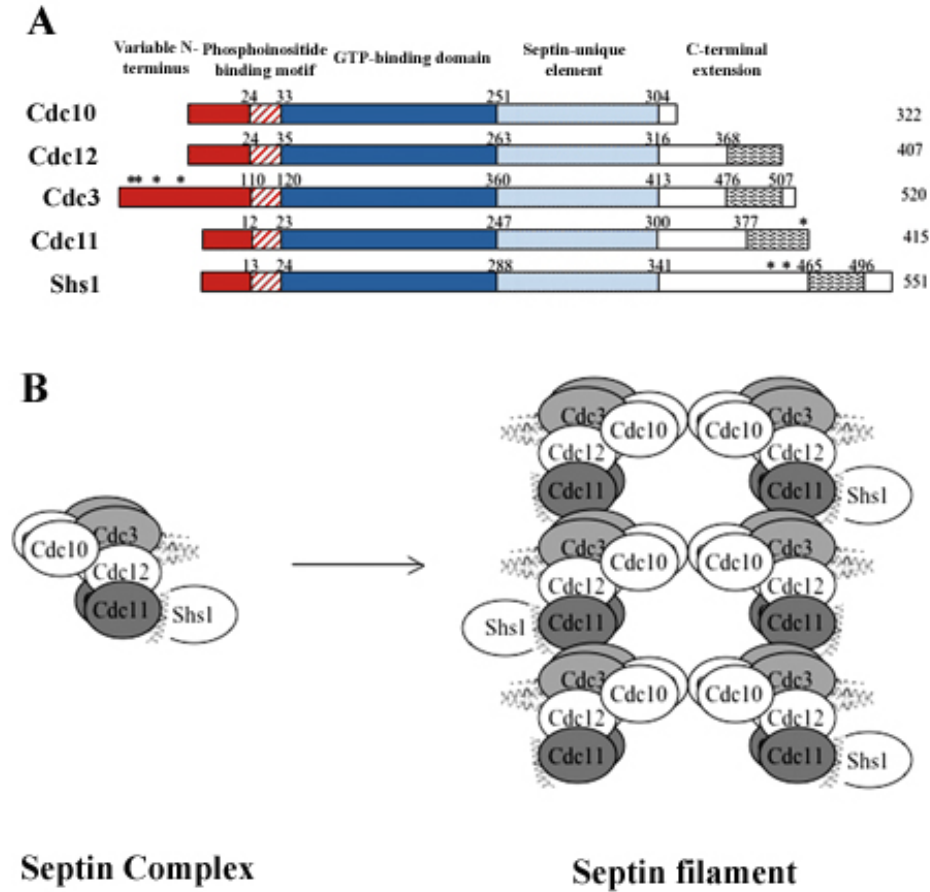 A
Variable N-
terminus
Phosphoinositide
binding motif
GTP-binding domain
Septin-unique
element
C-terminal
extension
Cdc10 24 33 251 304 322
Cdc12 24 35 263 316 368 407
Cdc3 ** * * 110 120 360 413 476 507 520
Cdc11 12 23 247 300 377 * 415
Shs1 13 24 288 341 * * 465 496 551
B
Cdc3
Cdc10
Cdc12
Cdc11
Shs1
Cdc3 Cdc10 Cdc10 Cdc3
Cdc12 Cdc12
Cdc11 Cdc11 Shs1
Cdc3 Cdc10 Cdc10 Cdc3
Cdc12 Cdc12
Shs1 Cdc11 Cdc11
Cdc3 Cdc10 Cdc10 Cdc3
Cdc12 Cdc12
Cdc11 Cdc11 Shs1
Septin Complex
Septin filament